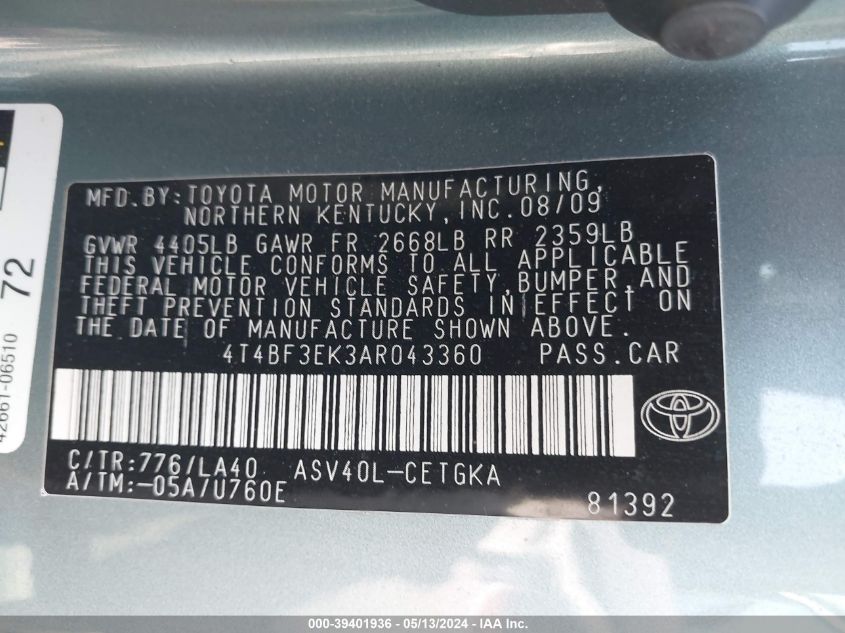 MFD. BY: TOYOTA MOTOR MANUFACTURING,
NORTHERN KENTUCKY, INC. 08/09
GVWR 4405LB GAWR FR 2668LB RR 2359LB
THIS VEHICLE CONFORMS TO ALL APPLICABLE
FEDERAL MOTOR VEHICLE SAFETY, BUMPER, AND
THEFT PREVENTION STANDARDS IN EFFECT ON
THE DATE OF MANUFACTURE SHOWN ABOVE.
4T4BF3EK3AR043360 PASS.CAR
C/TR:776/LA40 ASV40L-CETGKA
A/TM:-05A/U760E 81392
72
42661-06510
000-39401936 - 05/13/2024 - IAA Inc.